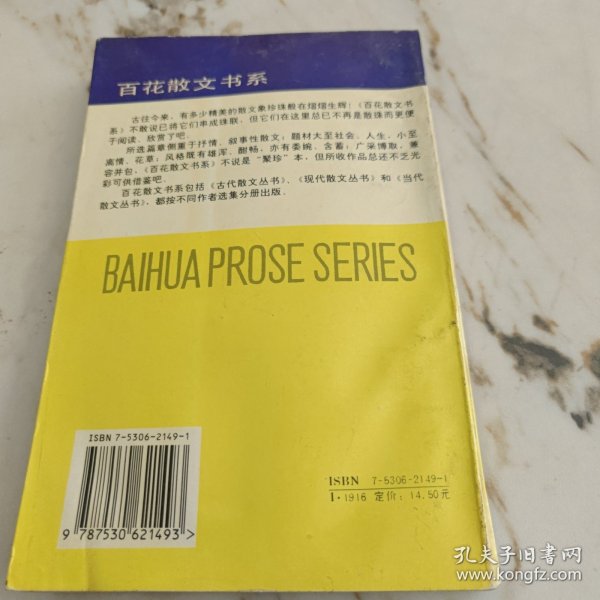 百花散文书系
古往今来，有多少精美的散文象珍珠般在熠熠生辉！《百花散文书
系》不敢说已将它们串成珠联，但它们在这里总已不再是散珠而更便
于阅读、欣赏了吧。
所选篇章侧重于抒情、叙事性散文，题材大至社会、人生，小至
离情、花草；风格既有雄浑、酣畅，亦有委婉、含蓄；广采博取，兼
容并包，《百花散文书系》不说是“聚珍”本，但所收作品总还不乏光
彩可供借鉴吧。
百花散文书系包括《古代散文丛书》、《现代散文丛书》和《当代
散文丛书》，都按不同作者选集分册出版。
BAIHUA PROSE SERIES
ISBN 7-5306-2149-1
9 787530 621493 >
ISBN 7-5306-2149-1
I·1916 定价：14.50元
孔夫子旧书网
www.kongfz.com